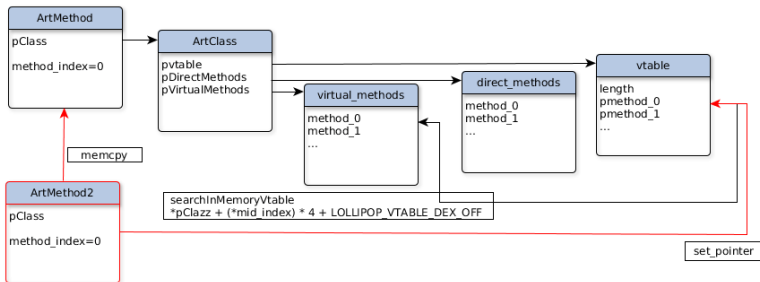 ArtMethod
pClass
method_index=0
ArtClass
pvtable
pDirectMethods
pVirtualMethods
virtual_methods
method_0
method_1
...
direct_methods
method_0
method_1
...
vtable
length
pmethod_0
pmethod_1
...
memcpy
ArtMethod2
pClass
method_index=0
searchInMemoryVtable
*pClazz + (*mid_index) * 4 + LOLLIPOP_VTABLE_DEX_OFF
set_pointer